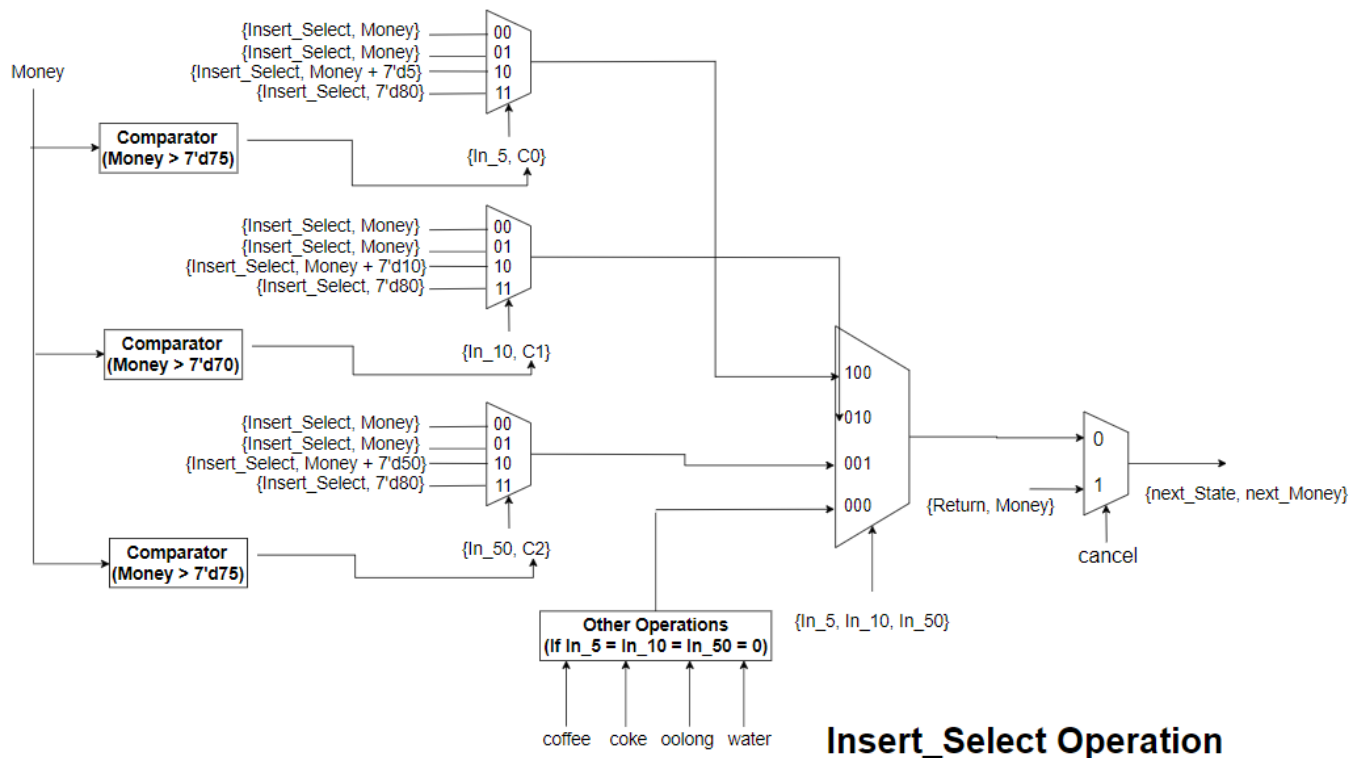 Money
{Insert_Select, Money}
{Insert_Select, Money}
{Insert_Select, Money + 7'd5}
{Insert_Select, 7'd80}
00
01
10
11
Comparator
(Money > 7'd75)
{In_5, C0}
{Insert_Select, Money}
{Insert_Select, Money}
{Insert_Select, Money + 7'd10}
{Insert_Select, 7'd80}
00
01
10
11
Comparator
(Money > 7'd70)
{In_10, C1}
{Insert_Select, Money}
{Insert_Select, Money}
{Insert_Select, Money + 7'd50}
{Insert_Select, 7'd80}
00
01
10
11
Comparator
(Money > 7'd75)
{In_50, C2}
100
010
001
000
{In_5, In_10, In_50}
Other Operations
(If In_5 = In_10 = In_50 = 0)
coffee
coke
oolong
water
{Return, Money}
0
1
cancel
{next_State, next_Money}
Insert_Select Operation